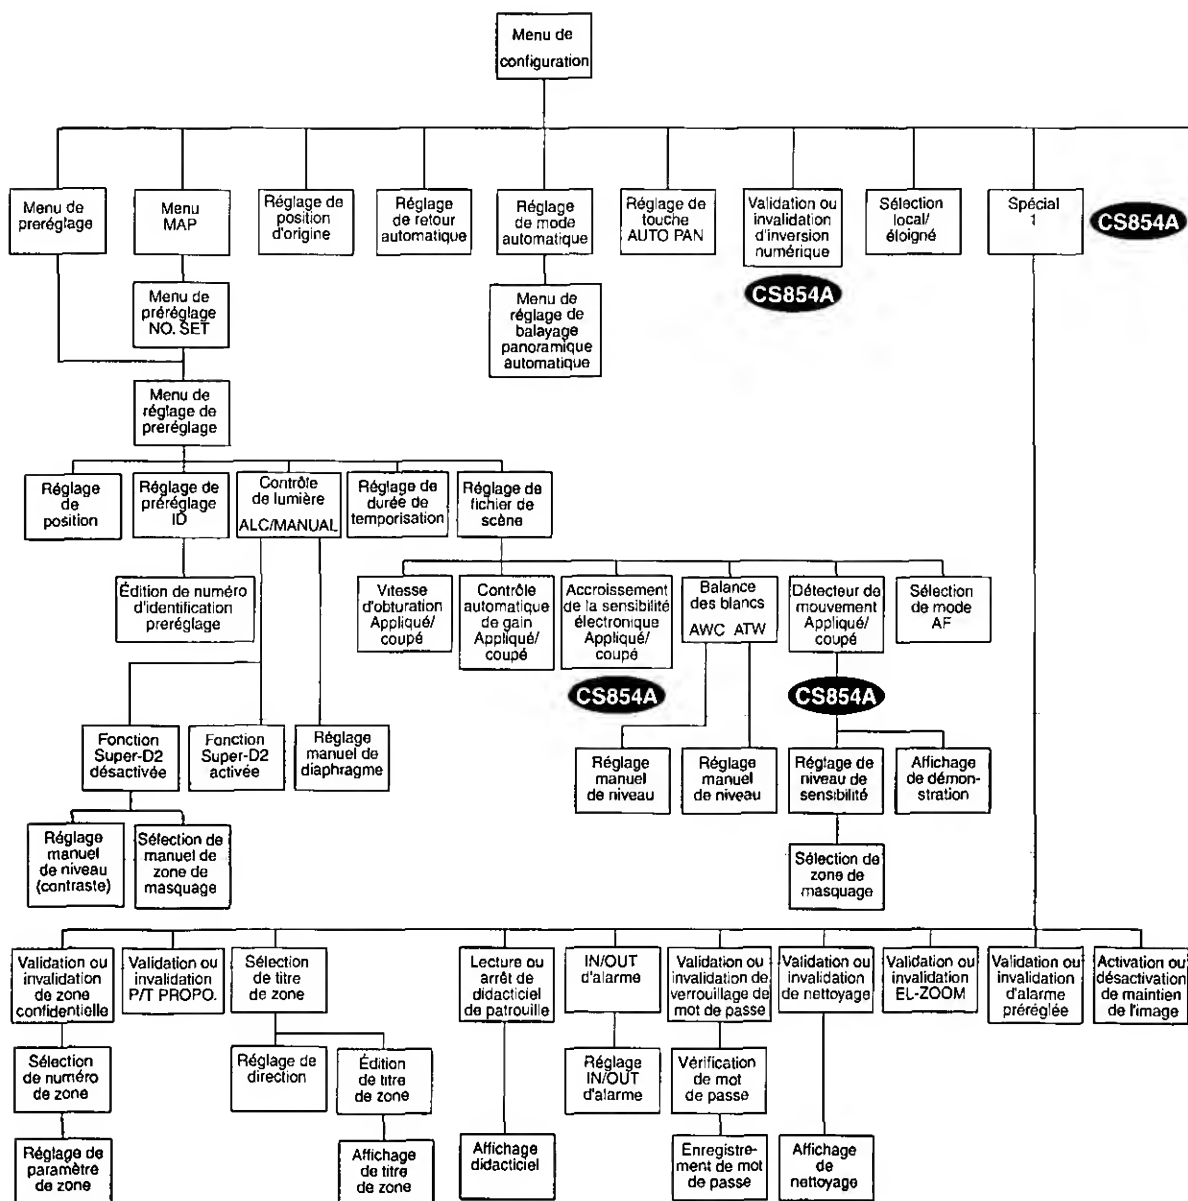 Menu de
configuration
Menu de
preréglage
Menu
MAP
Réglage de
position
d'origine
Réglage
de retour
automatique
Réglage
de mode
automatique
Réglage de
touche
AUTO PAN
Validation ou
invalidation
d'inversion
numérique
Sélection
local/
éloigné
Spécial
1
CS854A
CS854A
Menu de
préréglage
NO. SET
Menu de
réglage de
balayage
panoramique
automatique
Menu de
réglage de
preréglage
Réglage
de
position
Réglage de
préréglage
ID
Contrôle
de lumière
ALC/MANUAL
Réglage de
durée de
temporisation
Réglage de
fichier de
scène
Édition de numéro
d'identification
preréglage
Vitesse
d'obturation
Appliqué/
coupé
Contrôle
automatique
de gain
Appliqué/
coupé
Accroissement
de la sensibilité
électronique
Appliqué/
coupé
Balance
des blancs
AWC ATW
Détecteur de
mouvement
Appliqué/
coupé
Sélection
de mode
AF
CS854A
CS854A
Fonction
Super-D2
désactivée
Fonction
Super-D2
activée
Réglage
manuel de
diaphragme
Réglage
manuel
de niveau
Réglage
manuel
de niveau
Réglage de
niveau de
sensibilité
Affichage
de démon-
stration
Réglage
manuel
de niveau
(contraste)
Sélection de
manuel de
zone de
masquage
Sélection de
zone de
masquage
Validation ou
invalidation
de zone
confidentielle
Validation ou
invalidation
P/T PROPO.
Sélection
de titre
de zone
Lecture ou
arrêt de
didacticiel
de patrouille
IN/OUT
d'alarme
Validation ou
invalidation de
verrouillage de
mot de passe
Validation ou
invalidation
de nettoyage
Validation ou
invalidation
EL-ZOOM
Validation ou
invalidation
d'alarme
préréglée
Activation ou
désactivation
de maintien
de l'image
Sélection
de numéro
de zone
Réglage de
direction
Édition
de titre
de zone
Réglage
IN/OUT
d'alarme
Vérification
de mot
de passe
Réglage de
paramètre
de zone
Affichage
de titre
de zone
Affichage
didacticiel
Enregistre-
ment de mot
de passe
Affichage
de
nettoyage